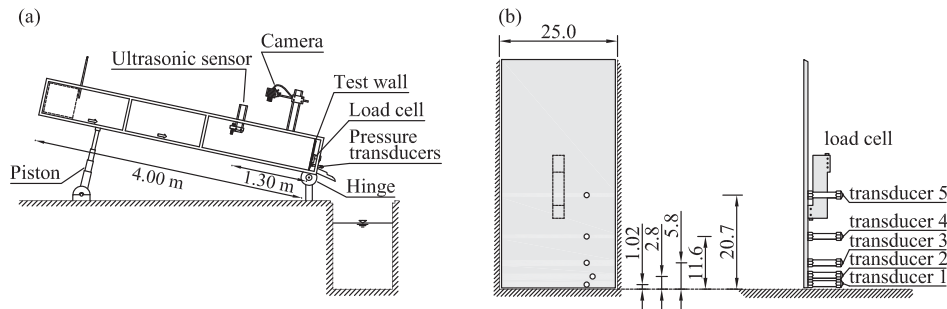 (a)
Camera
Ultrasonic sensor
Test wall
Load cell
Pressure
transducers
Piston
4.00 m
1.30 m
Hinge
(b)
25.0
1.02
2.8
5.8
11.6
20.7
load cell
transducer 5
transducer 4
transducer 3
transducer 2
transducer 1